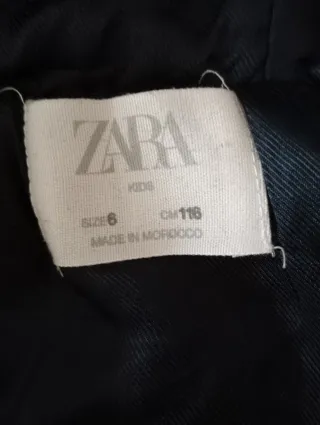 ZARA
KIDS
SIZE 6 CM 116
MADE IN MOROCCO